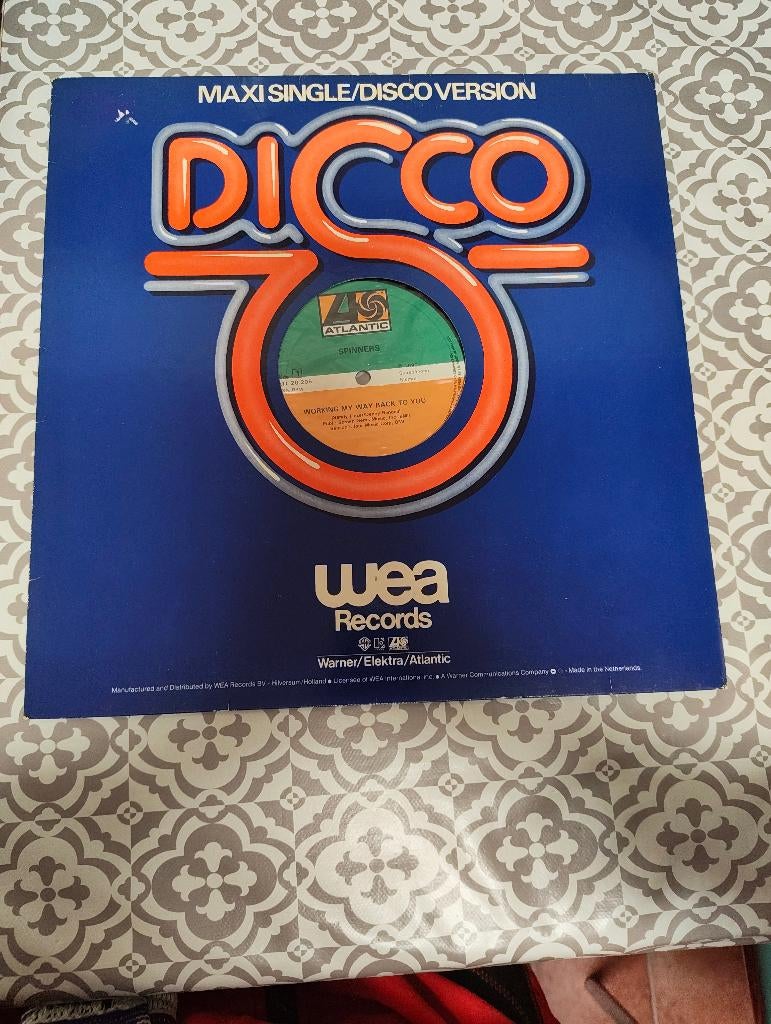 MAXI SINGLE/DISCO VERSION
DISCO
ATLANTIC
SPINNERS
WORKING MY WAY BACK TO YOU
wea
Records
Warner/Elektra/Atlantic
Manufactured and Distributed by WEA Records BV - Hilversum/Holland ● Licensee of WEA International Inc. ● A Warner Communications Company - Made in the Netherlands.